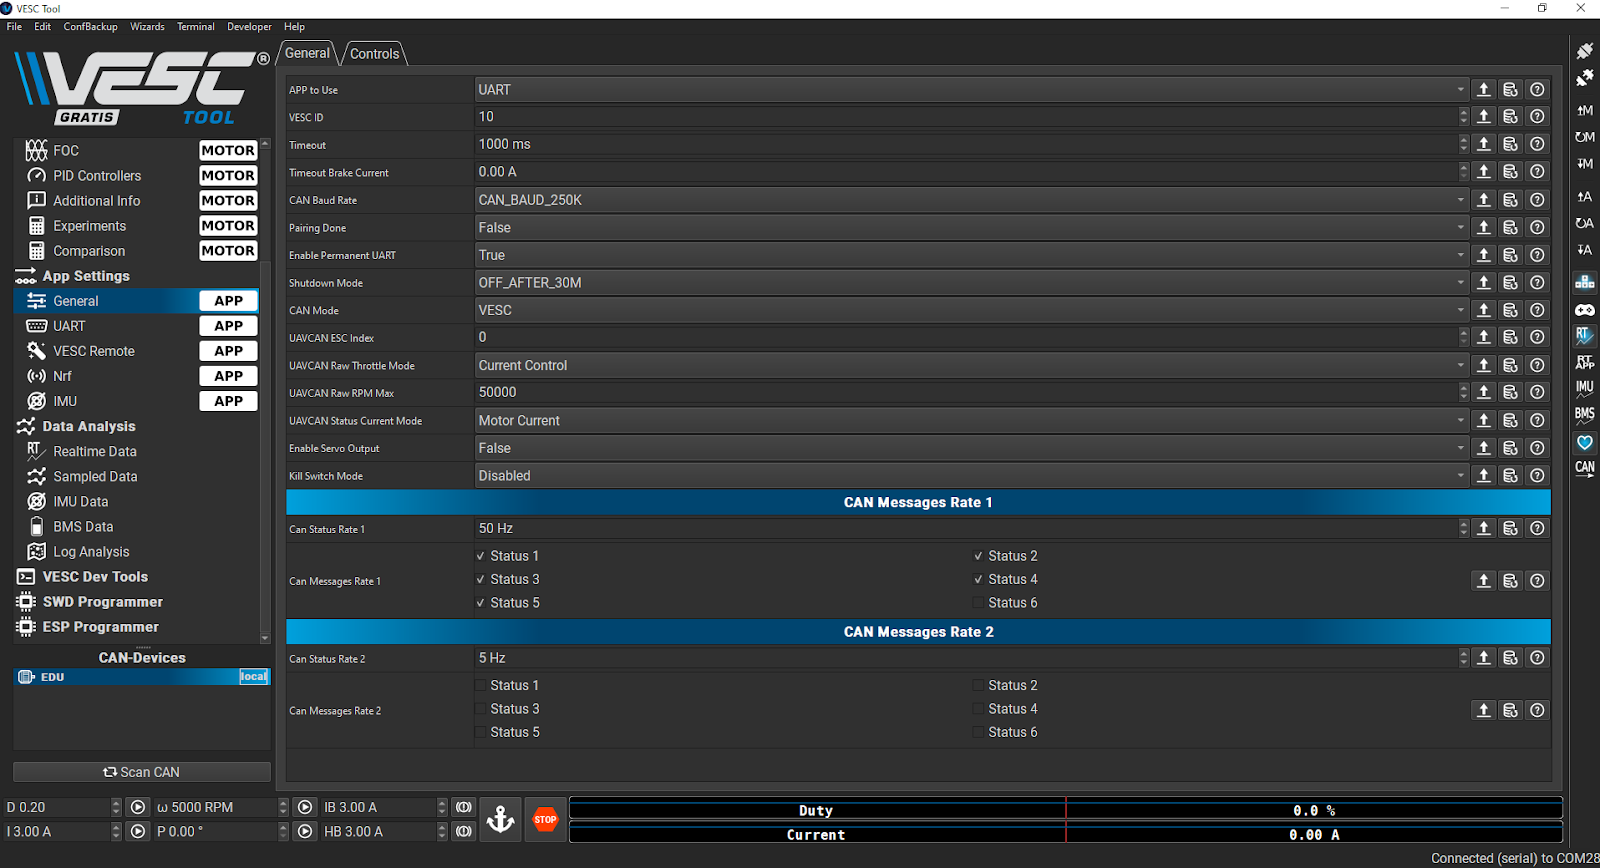 VESC Tool
File Edit ConfBackup Wizards Terminal Developer Help
VESC®
GRATIS TOOL
FOC MOTOR
PID Controllers MOTOR
Additional Info MOTOR
Experiments MOTOR
Comparison MOTOR
App Settings
General APP
UART APP
VESC Remote APP
Nrf APP
IMU APP
Data Analysis
RT Realtime Data
Sampled Data
IMU Data
BMS Data
Log Analysis
VESC Dev Tools
SWD Programmer
ESP Programmer
CAN-Devices
EDU local
Scan CAN
General Controls
APP to Use UART
VESC ID 10
Timeout 1000 ms
Timeout Brake Current 0.00 A
CAN Baud Rate CAN_BAUD_250K
Pairing Done False
Enable Permanent UART True
Shutdown Mode OFF_AFTER_30M
CAN Mode VESC
UAVCAN ESC Index 0
UAVCAN Raw Throttle Mode Current Control
UAVCAN Raw RPM Max 50000
UAVCAN Status Current Mode Motor Current
Enable Servo Output False
Kill Switch Mode Disabled
CAN Messages Rate 1
Can Status Rate 1 50 Hz
Can Messages Rate 1
Status 1 Status 2
Status 3 Status 4
Status 5 Status 6
CAN Messages Rate 2
Can Status Rate 2 5 Hz
Can Messages Rate 2
Status 1 Status 2
Status 3 Status 4
Status 5 Status 6
M
M
M
A
A
A
RT
RT APP
IMU
BMS
CAN
D 0.20 ω 5000 RPM IB 3.00 A
I 3.00 A P 0.00 ° HB 3.00 A
STOP
Duty 0.0 %
Current 0.00 A
Connected (serial) to COM28